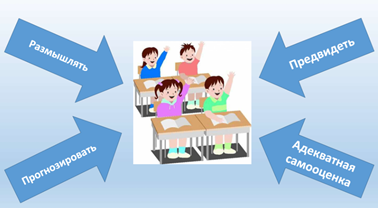 Размышлять
Предвидеть
Прогнозировать
Адекватная
самооценка